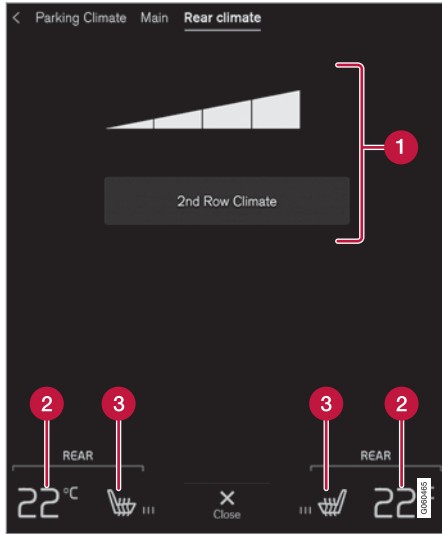 < Parking Climate Main Rear climate
1
2nd Row Climate
2 3 3 2
REAR REAR
22°C 22°
Close
G060465